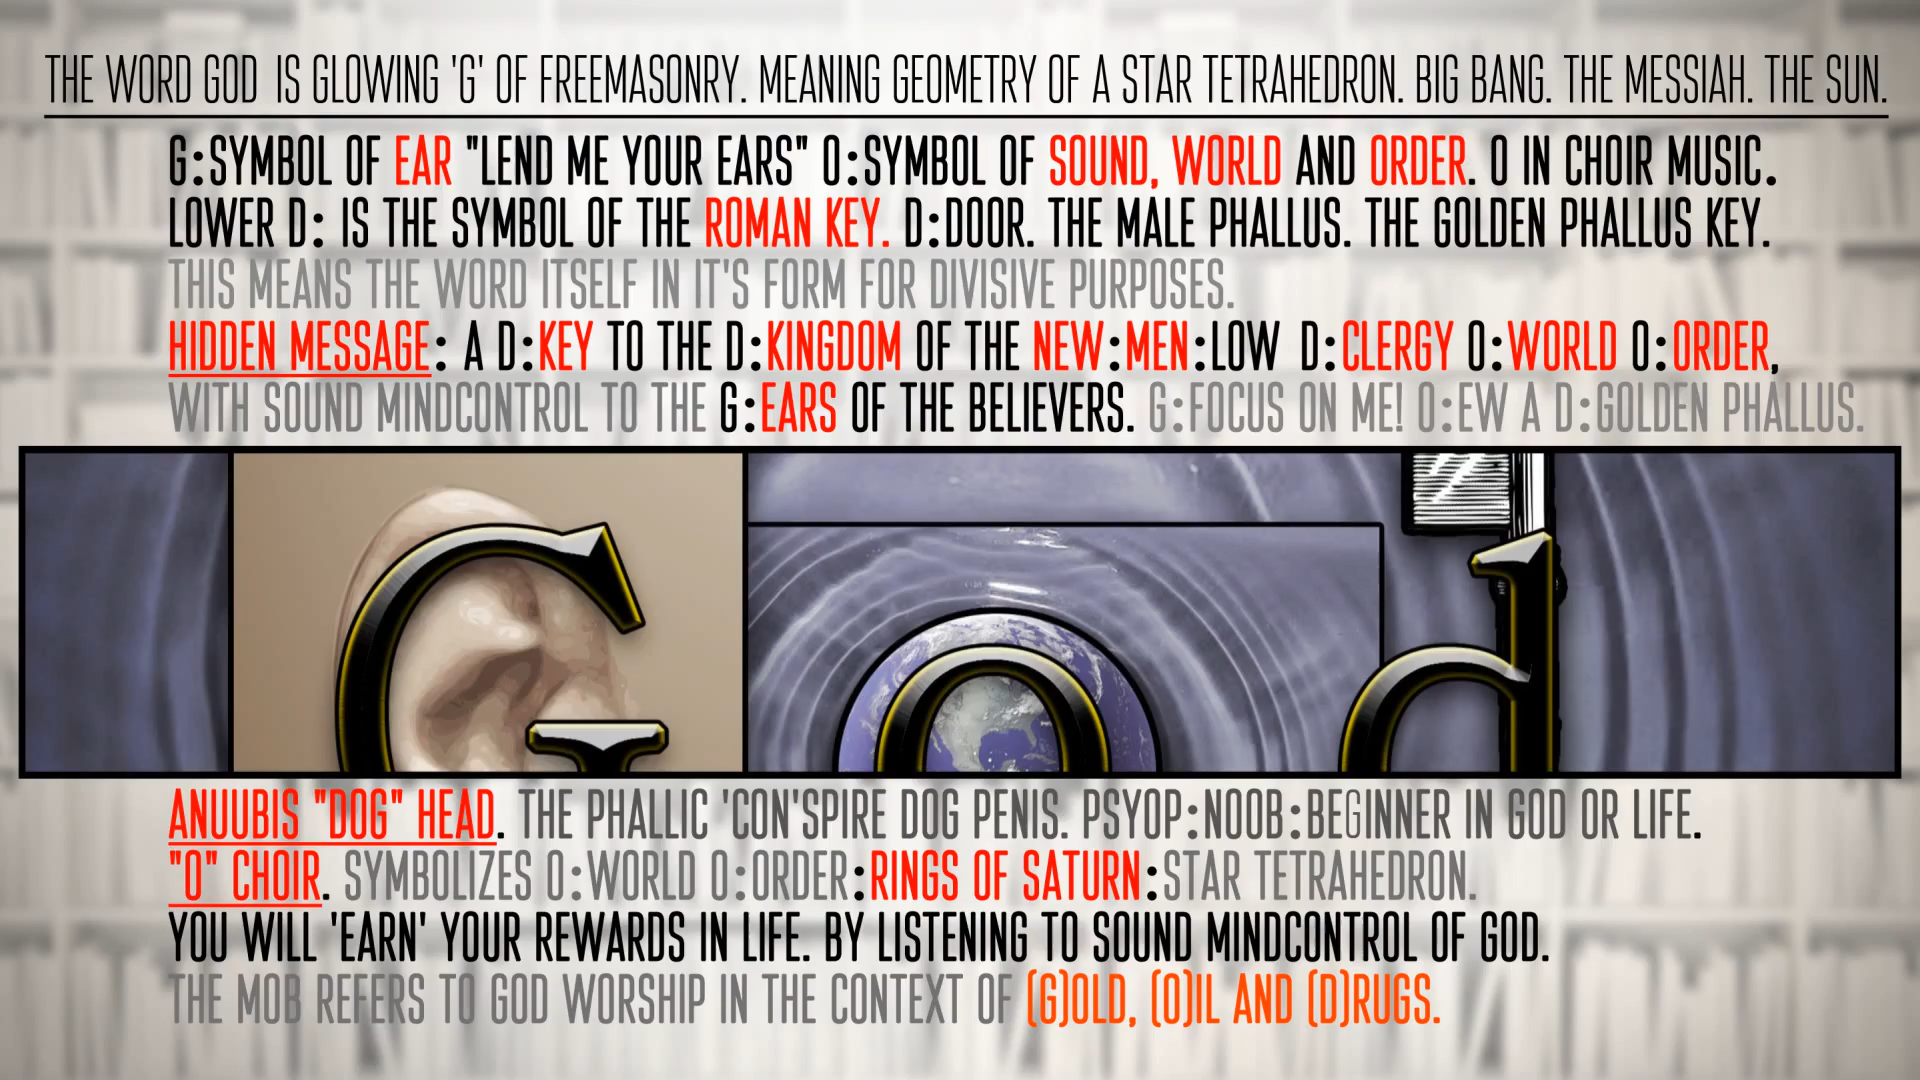 THE WORD GOD IS GLOWING 'G' OF FREEMASONRY. MEANING GEOMETRY OF A STAR TETRAHEDRON. BIG BANG. THE MESSIAH. THE SUN.
G:SYMBOL OF EAR "LEND ME YOUR EARS" O:SYMBOL OF SOUND, WORLD AND ORDER. O IN CHOIR MUSIC.
LOWER D: IS THE SYMBOL OF THE ROMAN KEY. D:DOOR. THE MALE PHALLUS. THE GOLDEN PHALLUS KEY.
THIS MEANS THE WORD ITSELF IN IT'S FORM FOR DIVISIVE PURPOSES.
HIDDEN MESSAGE: A D:KEY TO THE D:KINGDOM OF THE NEW:MEN:LOW D:CLERGY O:WORLD O:ORDER,
WITH SOUND MINDCONTROL TO THE G:EARS OF THE BELIEVERS. G:FOCUS ON ME! O:EW A D:GOLDEN PHALLUS.
God
ANUUBIS "DOG" HEAD. THE PHALLIC 'CON'SPIRE DOG PENIS. PSYOP:NOOB:BEGINNER IN GOD OR LIFE.
"O" CHOIR. SYMBOLIZES O:WORLD O:ORDER:RINGS OF SATURN:STAR TETRAHEDRON.
YOU WILL 'EARN' YOUR REWARDS IN LIFE. BY LISTENING TO SOUND MINDCONTROL OF GOD.
THE MOB REFERS TO GOD WORSHIP IN THE CONTEXT OF (G)OLD, (O)IL AND (D)RUGS.